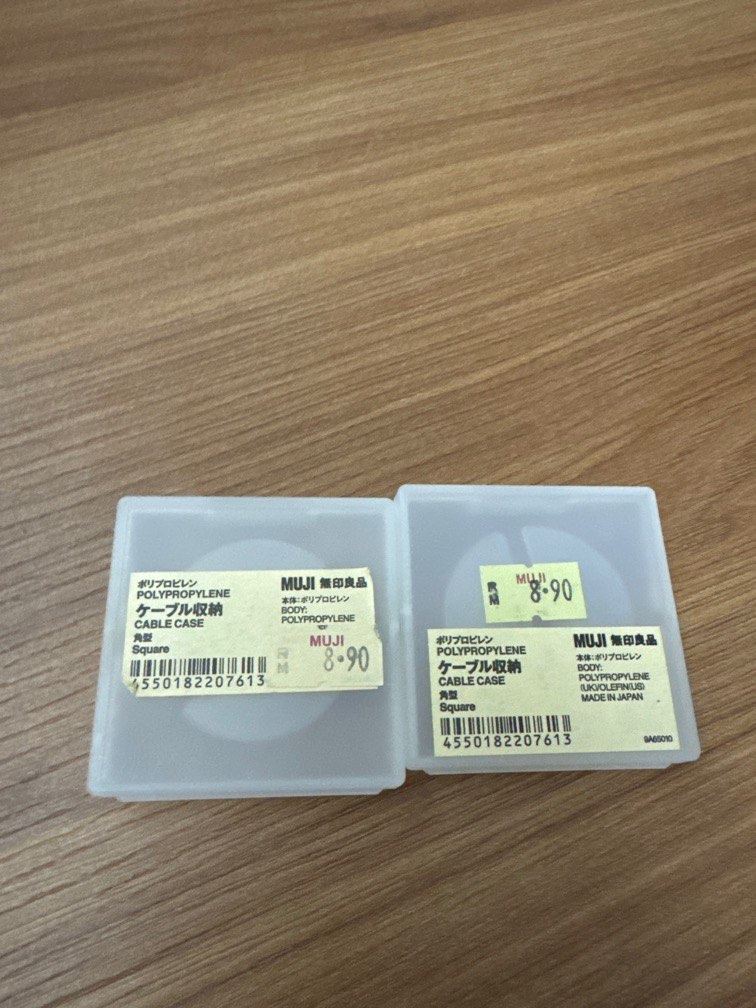 ポリプロピレン
POLYPROPYLENE
ケーブル収納
CABLE CASE
角型
Square
4550182207613
MUJI 無印良品
本体:ポリプロピレン
BODY:
POLYPROPYLENE
MUJI
RM 8·90
MUJI
RM 8·90
ポリプロピレン
POLYPROPYLENE
ケーブル収納
CABLE CASE
角型
Square
4550182207613
MUJI 無印良品
本体:ポリプロピレン
BODY:
POLYPROPYLENE
(UK)/OLEFIN(US)
MADE IN JAPAN
9A65010